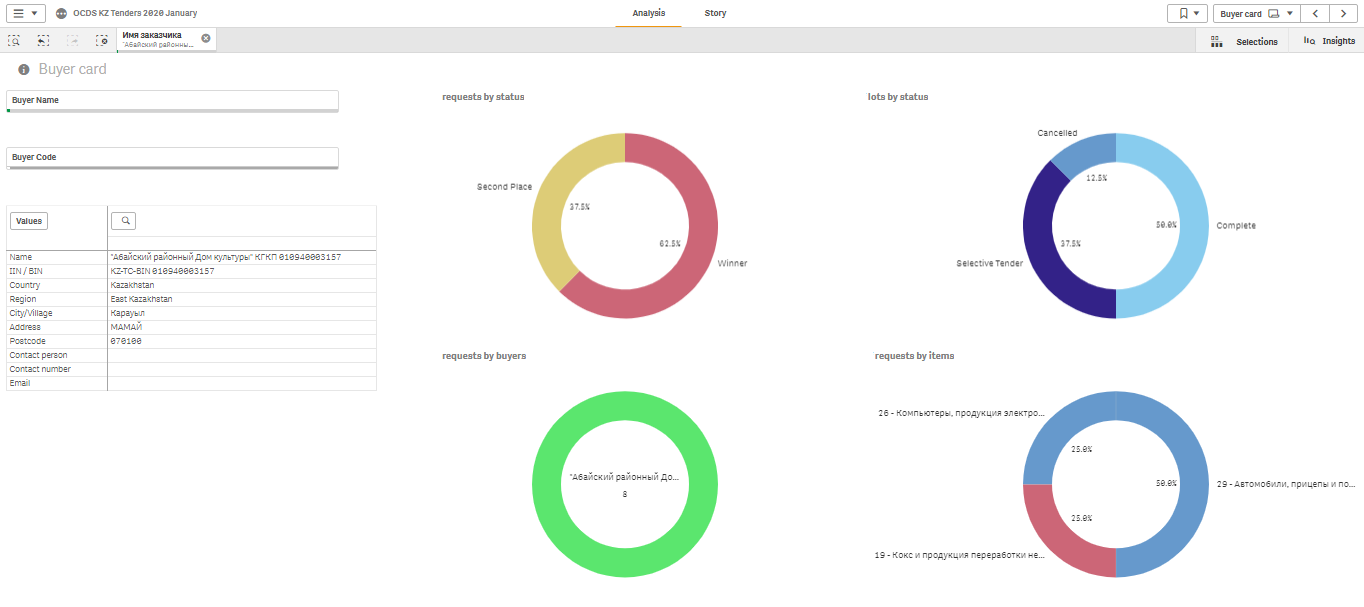 OCDS KZ Tenders 2020 January
Analysis
Story
Buyer card
Имя заказчика
"Абайский районны...
Selections
Insights
Buyer card
Buyer Name
Buyer Code
Values
Name "Абайский районный Дом культуры" КГКП 010940003157
IIN / BIN KZ-TC-BIN 010940003157
Country Kazakhstan
Region East Kazakhstan
City/Village Карауыл
Address МАМАЙ
Postcode 070100
Contact person
Contact number
Email
requests by status
Second Place
37.5%
62.5%
Winner
lots by status
Cancelled
12.5%
50.0%
Complete
37.5%
Selective Tender
requests by buyers
"Абайский районный До...
8
requests by items
26 - Компьютеры, продукция электро...
25.0%
50.0%
29 - Автомобили, прицепы и по...
25.0%
19 - Кокс и продукция переработки не...